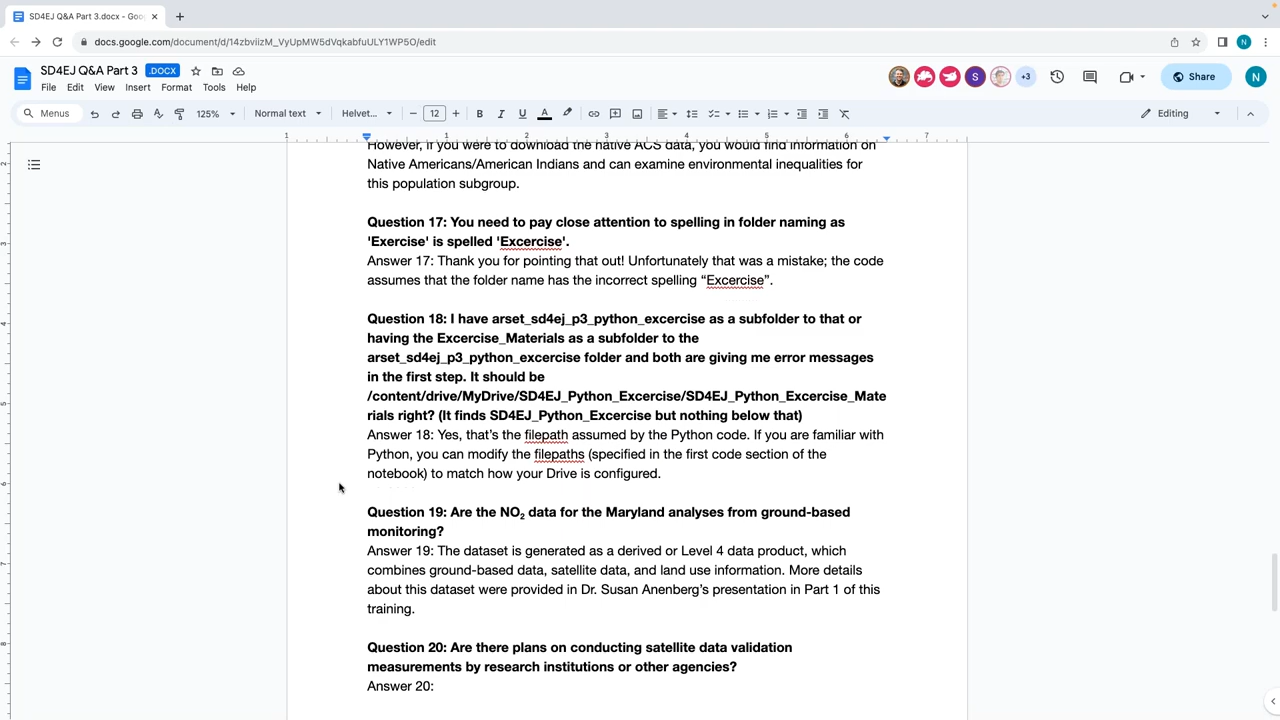 SD4EJ Q&A Part 3.docx - Goo
docs.google.com/document/d/14zbviizM_VyUpMW5dVqkabfuULY1WP5O/edit
SD4EJ Q&A Part 3 .DOCX
File Edit View Insert Format Tools Help
S +3 Share N
Menus 125% Normal text Helvet... 12 B I U A Editing
1 1 2 3 4 5 6 7
However, if you were to download the native ACS data, you would find information on
Native Americans/American Indians and can examine environmental inequalities for
this population subgroup.
Question 17: You need to pay close attention to spelling in folder naming as
'Exercise' is spelled 'Excercise'.
Answer 17: Thank you for pointing that out! Unfortunately that was a mistake; the code
assumes that the folder name has the incorrect spelling “Excercise”.
Question 18: I have arset_sd4ej_p3_python_excercise as a subfolder to that or
having the Excercise_Materials as a subfolder to the
arset_sd4ej_p3_python_excercise folder and both are giving me error messages
in the first step. It should be
/content/drive/MyDrive/SD4EJ_Python_Excercise/SD4EJ_Python_Excercise_Mate
rials right? (It finds SD4EJ_Python_Excercise but nothing below that)
Answer 18: Yes, that’s the filepath assumed by the Python code. If you are familiar with
Python, you can modify the filepaths (specified in the first code section of the
notebook) to match how your Drive is configured.
Question 19: Are the NO₂ data for the Maryland analyses from ground-based
monitoring?
Answer 19: The dataset is generated as a derived or Level 4 data product, which
combines ground-based data, satellite data, and land use information. More details
about this dataset were provided in Dr. Susan Anenberg’s presentation in Part 1 of this
training.
Question 20: Are there plans on conducting satellite data validation
measurements by research institutions or other agencies?
Answer 20: